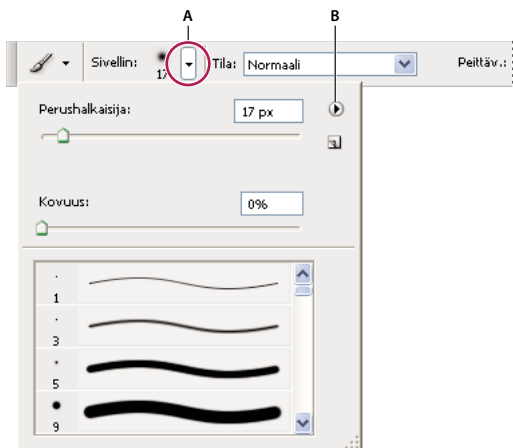 A B
Sivellin: 17 Tila: Normaali Peittäv.:
Perushalkaisija: 17 px
Kovuus: 0%
1
3
5
9